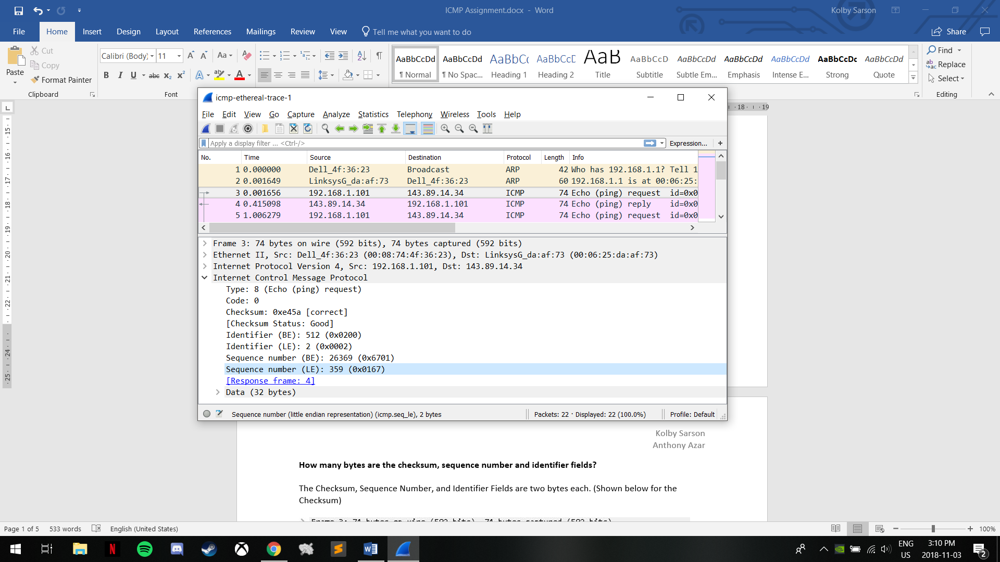 ICMP Assignment.docx - Word
Kolby Sarson
File Home Insert Design Layout References Mailings Review View Tell me what you want to do
Share
Paste
Cut
Copy
Format Painter
Clipboard
Calibri (Body) 11
Font
AaBbCcDd AaBbCcDd AaBbC AaBbCcD AaB AaBbCcD AaBbCcDd AaBbCcDd AaBbCcDd AaBbCcDc AaBbCcDd
¶ Normal ¶ No Spac... Heading 1 Heading 2 Title Subtitle Subtle Em... Emphasis Intense E... Strong Quote
Find
Replace
Select
Editing
icmp-ethereal-trace-1
File Edit View Go Capture Analyze Statistics Telephony Wireless Tools Help
Apply a display filter ... <Ctrl-/>
Expression... +
No. Time Source Destination Protocol Length Info
1 0.000000 Dell_4f:36:23 Broadcast ARP 42 Who has 192.168.1.1? Tell 1
2 0.001649 LinksysG_da:af:73 Dell_4f:36:23 ARP 60 192.168.1.1 is at 00:06:25:
3 0.001656 192.168.1.101 143.89.14.34 ICMP 74 Echo (ping) request id=0x0
4 0.415098 143.89.14.34 192.168.1.101 ICMP 74 Echo (ping) reply id=0x0
5 1.006279 192.168.1.101 143.89.14.34 ICMP 74 Echo (ping) request id=0x0
Frame 3: 74 bytes on wire (592 bits), 74 bytes captured (592 bits)
Ethernet II, Src: Dell_4f:36:23 (00:08:74:4f:36:23), Dst: LinksysG_da:af:73 (00:06:25:da:af:73)
Internet Protocol Version 4, Src: 192.168.1.101, Dst: 143.89.14.34
Internet Control Message Protocol
Type: 8 (Echo (ping) request)
Code: 0
Checksum: 0xe45a [correct]
[Checksum Status: Good]
Identifier (BE): 512 (0x0200)
Identifier (LE): 2 (0x0002)
Sequence number (BE): 26369 (0x6701)
Sequence number (LE): 359 (0x0167)
[Response frame: 4]
Data (32 bytes)
Sequence number (little endian representation) (icmp.seq_le), 2 bytes
Packets: 22 · Displayed: 22 (100.0%)
Profile: Default
Kolby Sarson
Anthony Azar
How many bytes are the checksum, sequence number and identifier fields?
The Checksum, Sequence Number, and Identifier Fields are two bytes each. (Shown below for the
Checksum)
Frame 3: 74 bytes on wire (592 bits), 74 bytes captured (592 bits)
Page 1 of 5 533 words English (United States)
100%
ENG
US
3:10 PM
2018-11-03
2